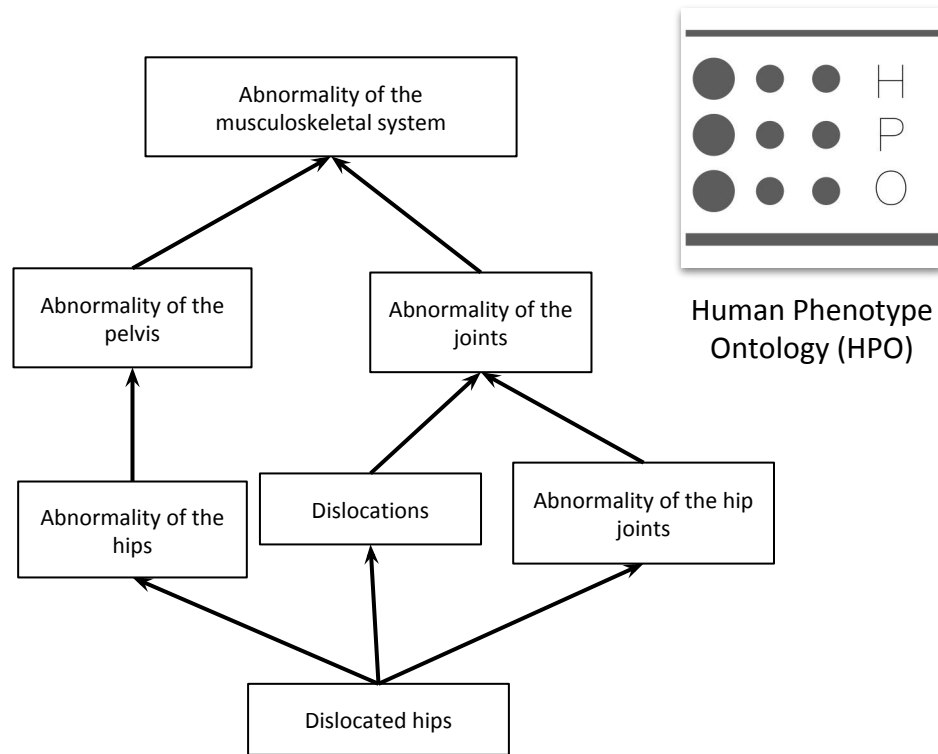 Abnormality of the
musculoskeletal system
H
P
O
Human Phenotype
Ontology (HPO)
Abnormality of the
pelvis
Abnormality of the
joints
Abnormality of the
hips
Dislocations
Abnormality of the hip
joints
Dislocated hips